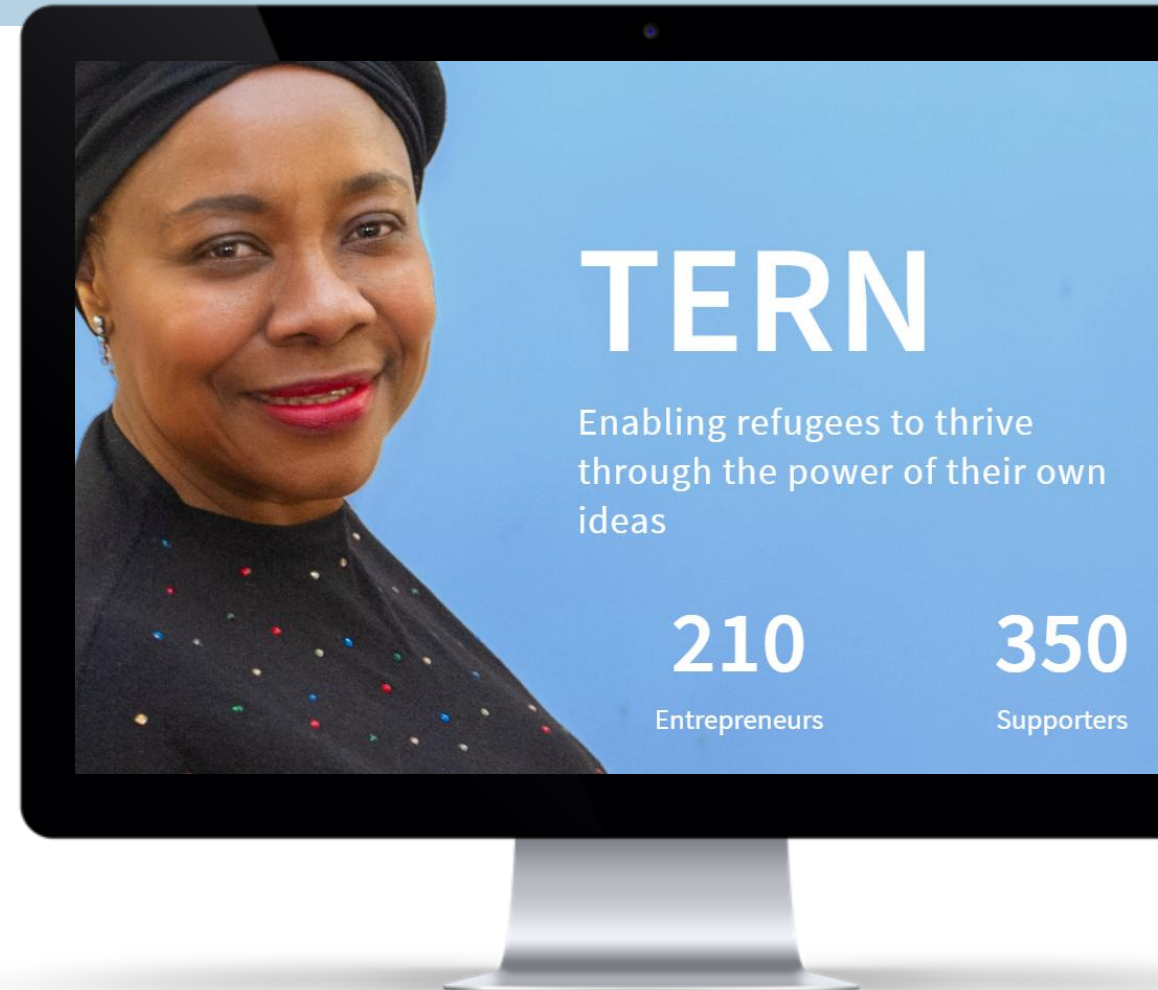 TERN
Enabling refugees to thrive
through the power of their own
ideas
210 350
Entrepreneurs Supporters